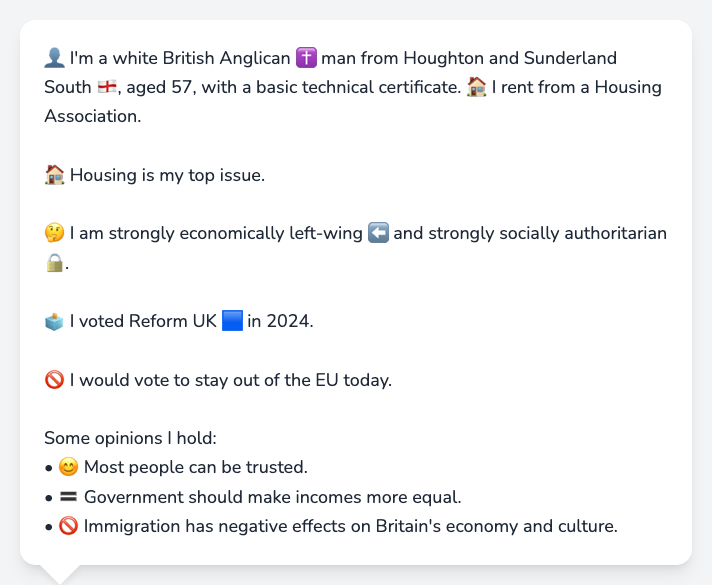 👤 I'm a white British Anglican ✝️ man from Houghton and Sunderland
South 🏴󠁧󠁢󠁥󠁮󠁧󠁿, aged 57, with a basic technical certificate. 🏠 I rent from a Housing
Association.
🏠 Housing is my top issue.
🤔 I am strongly economically left-wing ⬅️ and strongly socially authoritarian
🔒.
🗳️ I voted Reform UK 🟦 in 2024.
🚫 I would vote to stay out of the EU today.
Some opinions I hold:
• 😊 Most people can be trusted.
• 🟰 Government should make incomes more equal.
• 🚫 Immigration has negative effects on Britain's economy and culture.